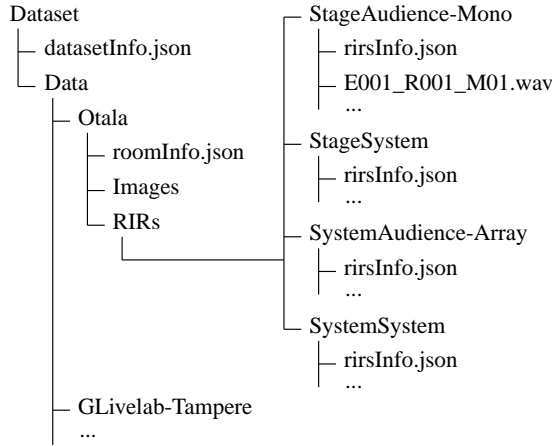 Dataset
datasetInfo.json
Data
Otala
roomInfo.json
Images
RIRs
StageAudience-Mono
rirsInfo.json
E001_R001_M01.wav
...
StageSystem
rirsInfo.json
...
SystemAudience-Array
rirsInfo.json
...
SystemSystem
rirsInfo.json
...
GLivelab-Tampere
...